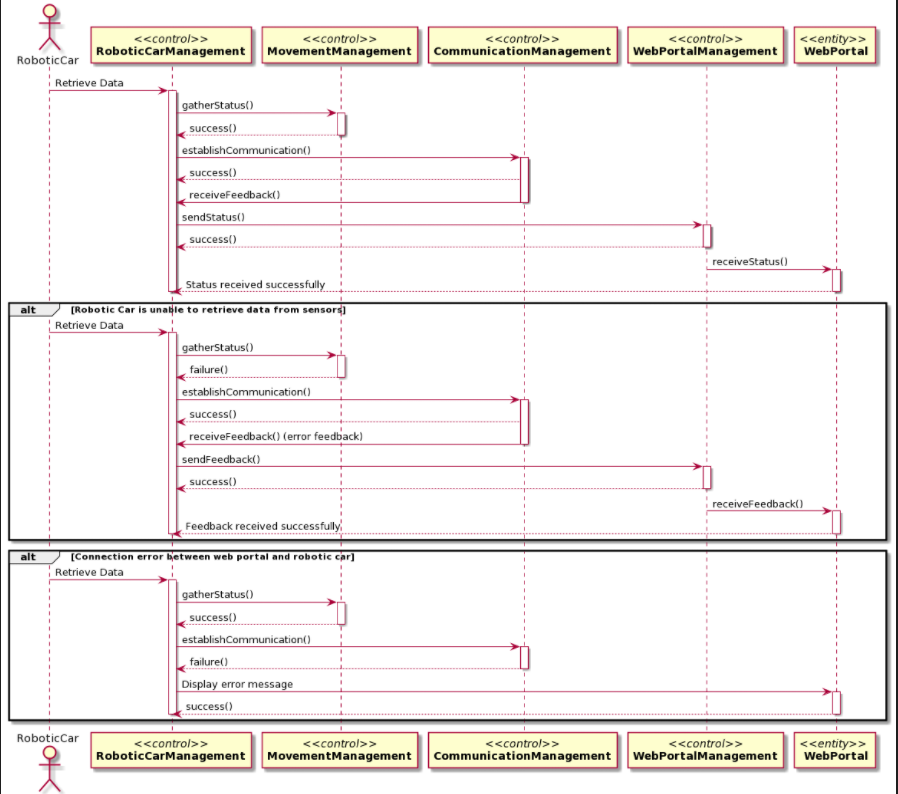 <<control>> <<control>> <<control>> <<control>> <<entity>>
RoboticCar RoboticCarManagement MovementManagement CommunicationManagement WebPortalManagement WebPortal
Retrieve Data
gatherStatus()
success()
establishCommunication()
success()
receiveFeedback()
sendStatus()
success()
receiveStatus()
Status received successfully
alt [Robotic Car is unable to retrieve data from sensors]
Retrieve Data
gatherStatus()
failure()
establishCommunication()
success()
receiveFeedback() (error feedback)
sendFeedback()
success()
receiveFeedback()
Feedback received successfully
alt [Connection error between web portal and robotic car]
Retrieve Data
gatherStatus()
success()
establishCommunication()
failure()
Display error message
success()
RoboticCar <<control>> <<control>> <<control>> <<control>> <<entity>>
RoboticCarManagement MovementManagement CommunicationManagement WebPortalManagement WebPortal